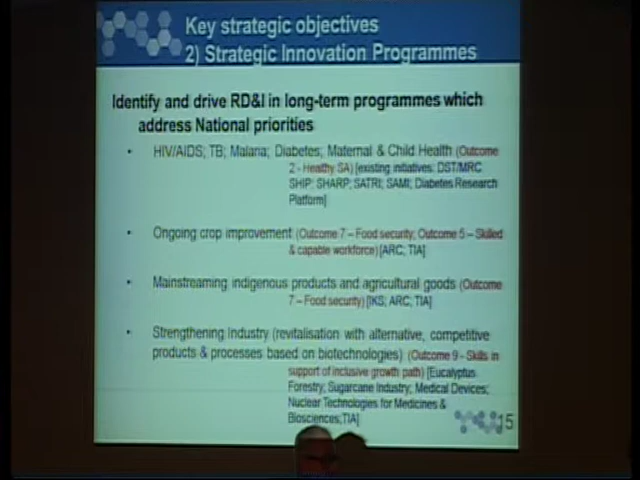 Key strategic objectives
2) Strategic Innovation Programmes
Identify and drive RD&I in long-term programmes which
address National priorities
• HIV/AIDS; TB; Malaria; Diabetes; Maternal & Child Health (Outcome
2 - Healthy SA) [existing initiatives: DST/MRC
SHIP; SHARP; SATRI; SAMI; Diabetes Research
Platform]
• Ongoing crop improvement (Outcome 7 – Food security; Outcome 5 – Skilled
& capable workforce) [ARC; TIA]
• Mainstreaming indigenous products and agricultural goods (Outcome
7 – Food security) [IKS; ARC; TIA]
• Strengthening Industry (revitalisation with alternative, competitive
products & processes based on biotechnologies) (Outcome 9 - Skills in
support of inclusive growth path) [Eucalyptus
Forestry; Sugarcane Industry; Medical Devices;
Nuclear Technologies for Medicines &
Biosciences;TIA]
15